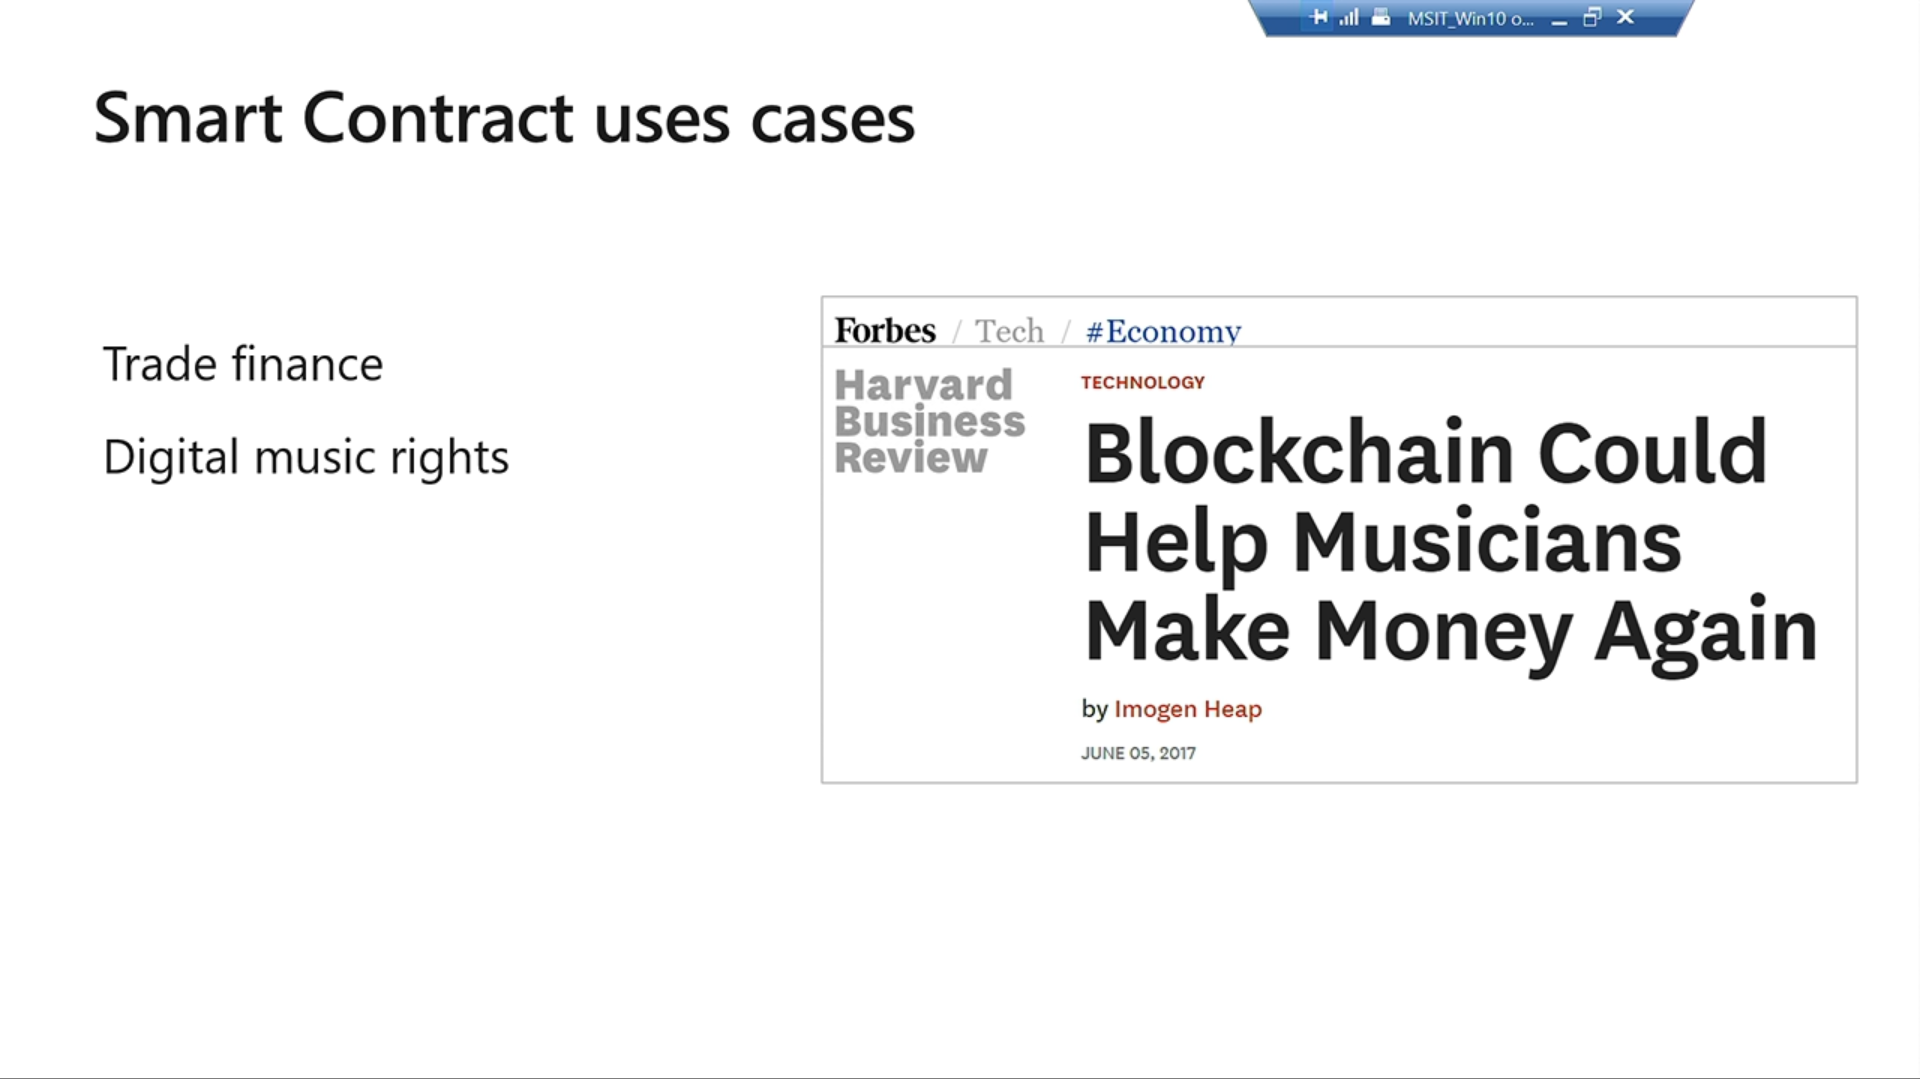 MSIT_Win10 o...
Smart Contract uses cases
Trade finance
Digital music rights
Forbes / Tech / #Economy
Harvard
Business
Review
TECHNOLOGY
Blockchain Could
Help Musicians
Make Money Again
by Imogen Heap
JUNE 05, 2017